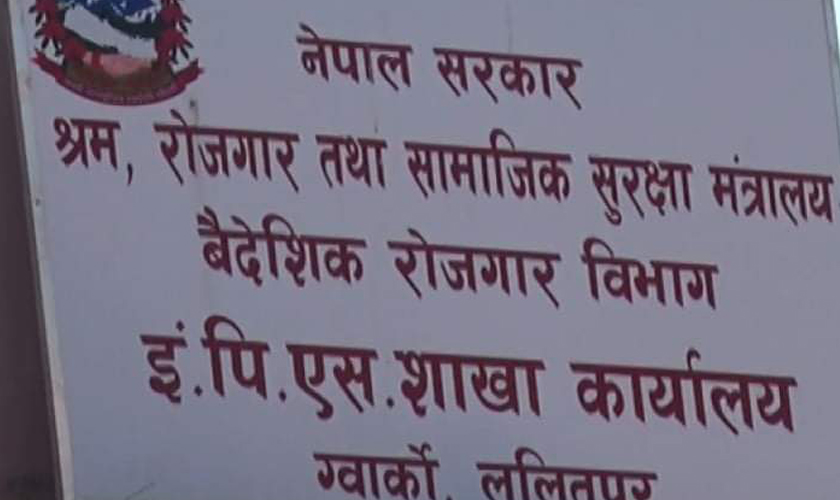 नेपाल सरकार
श्रम, रोजगार तथा सामाजिक सुरक्षा मंत्रालय
बैदेशिक रोजगार विभाग
इं.पि.एस.शाखा कार्यालय
ग्वार्को, ललितपुर